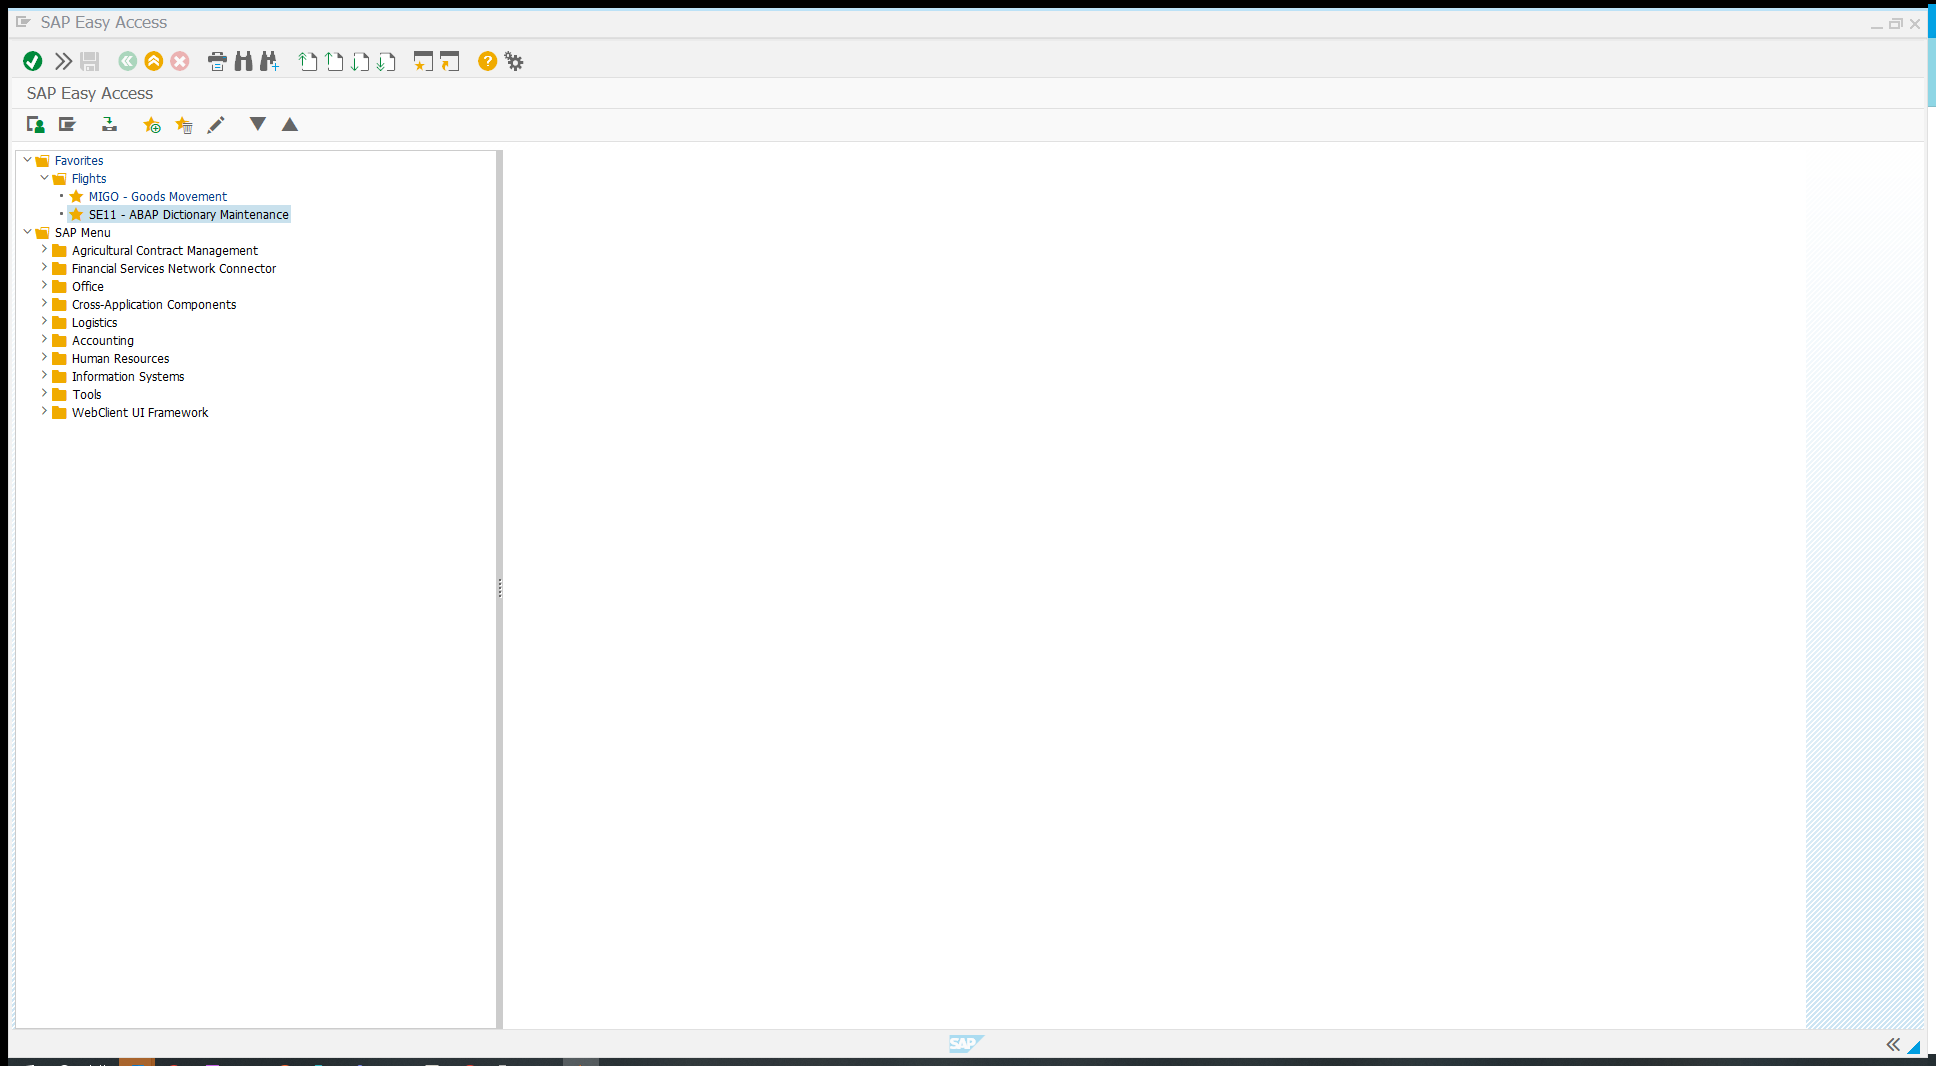 SAP Easy Access
SAP Easy Access
Favorites
Flights
MIGO - Goods Movement
SE11 - ABAP Dictionary Maintenance
SAP Menu
Agricultural Contract Management
Financial Services Network Connector
Office
Cross-Application Components
Logistics
Accounting
Human Resources
Information Systems
Tools
WebClient UI Framework
SAP